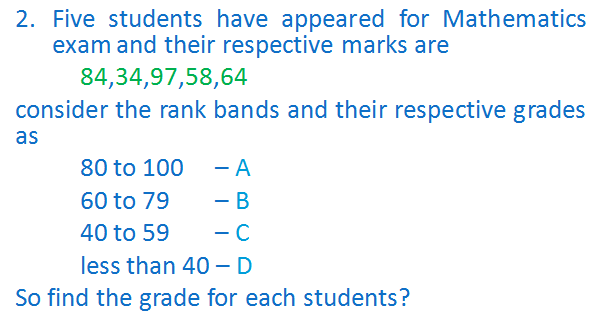 2. Five students have appeared for Mathematics
exam and their respective marks are
84,34,97,58,64
consider the rank bands and their respective grades
as
80 to 100 – A
60 to 79 – B
40 to 59 – C
less than 40 – D
So find the grade for each students?